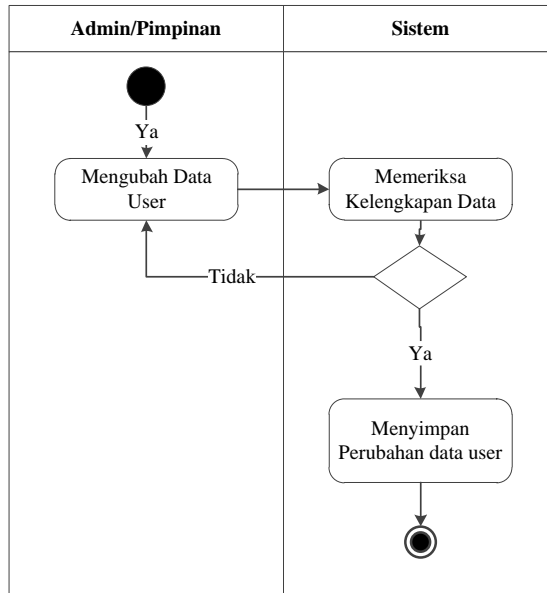 Admin/Pimpinan
Sistem
Ya
Mengubah Data
User
Memeriksa
Kelengkapan Data
Tidak
Ya
Menyimpan
Perubahan data user